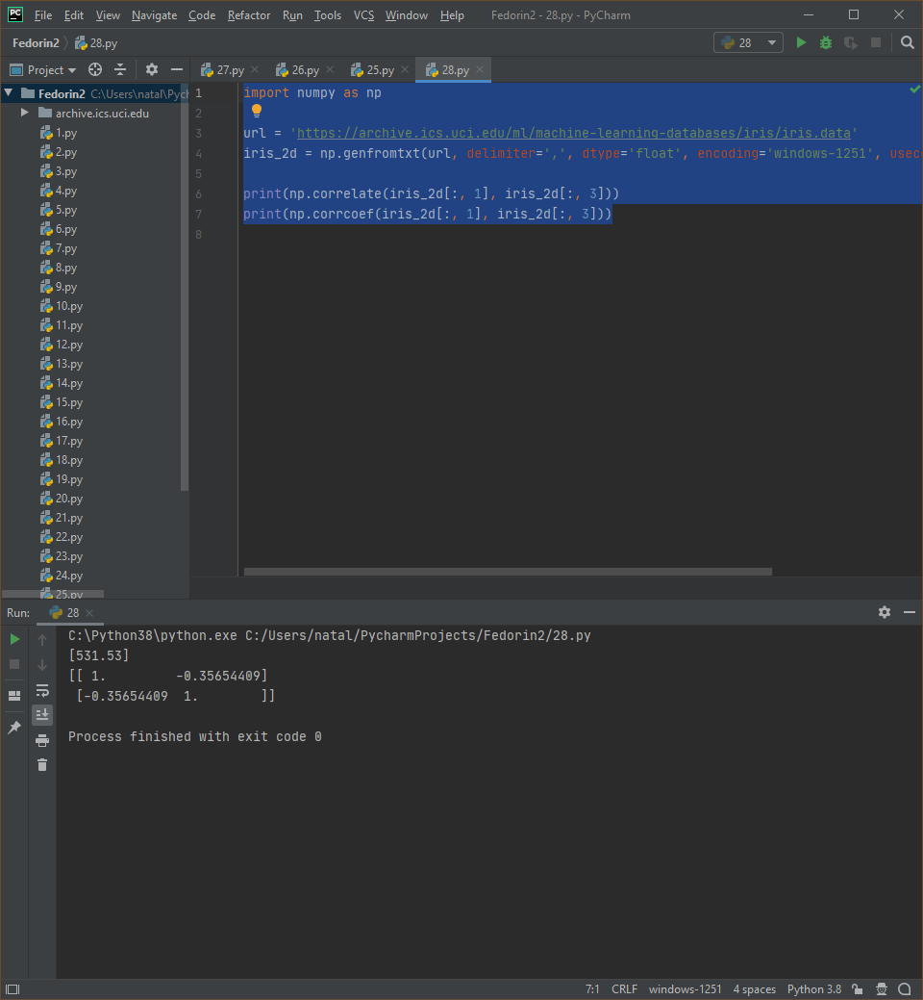 PC File Edit View Navigate Code Refactor Run Tools VCS Window Help Fedorin2 - 28.py - PyCharm
Fedorin2 28.py 28
Project 27.py 26.py 25.py 28.py
Fedorin2 C:\Users\natal\Pych
archive.ics.uci.edu
1.py
2.py
3.py
4.py
5.py
6.py
7.py
8.py
9.py
10.py
11.py
12.py
13.py
14.py
15.py
16.py
17.py
18.py
19.py
20.py
21.py
22.py
23.py
24.py
25.py
1 import numpy as np
2
3 url = 'https://archive.ics.uci.edu/ml/machine-learning-databases/iris/iris.data'
4 iris_2d = np.genfromtxt(url, delimiter=',', dtype='float', encoding='windows-1251', usec
5
6 print(np.correlate(iris_2d[:, 1], iris_2d[:, 3]))
7 print(np.corrcoef(iris_2d[:, 1], iris_2d[:, 3]))
8
Run: 28
C:\Python38\python.exe C:/Users/natal/PycharmProjects/Fedorin2/28.py
[531.53]
[[ 1.         -0.35654409]
 [-0.35654409  1.        ]]
Process finished with exit code 0
7:1 CRLF windows-1251 4 spaces Python 3.8